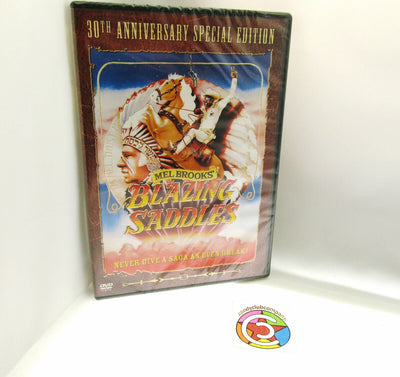 30TH ANNIVERSARY SPECIAL EDITION
MEL BROOKS'
BLAZING
SADDLES
NEVER GIVE A SAGA AN EVEN BREAK!
DVD